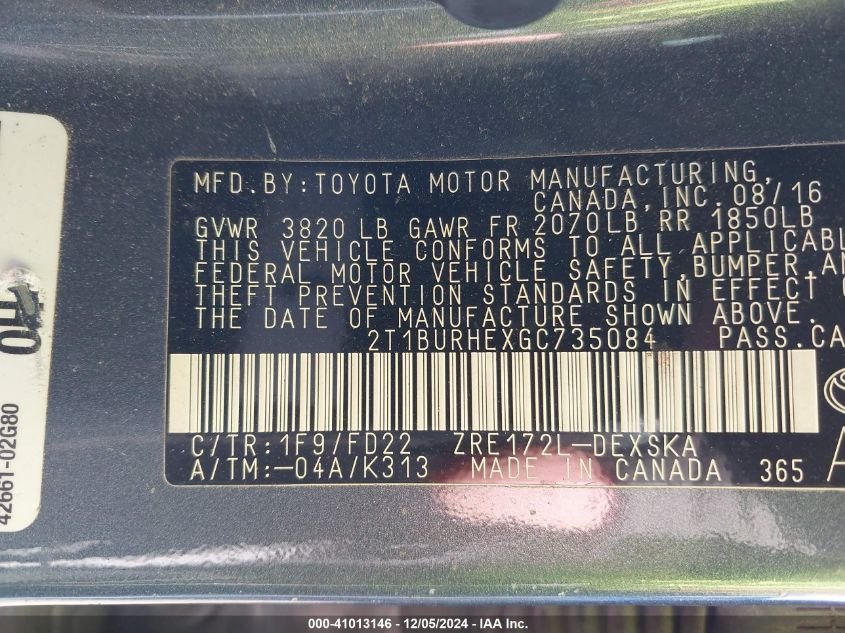 MFD.BY:TOYOTA MOTOR MANUFACTURING,
CANADA,INC.08/16
GVWR 3820 LB GAWR FR 2070LB RR 1850LB
THIS VEHICLE CONFORMS TO ALL APPLICABL
FEDERAL MOTOR VEHICLE SAFETY,BUMPER,AN
THEFT PREVENTION STANDARDS IN EFFECT O
THE DATE OF MANUFACTURE SHOWN ABOVE.
2T1BURHEXGC735084 PASS.CA
C/TR:1F9/FD22 ZRE172L-DEXSKA
A/TM:-04A/K313 MADE IN CANADA 365 A
42661-02G80
000-41013146 - 12/05/2024 - IAA Inc.